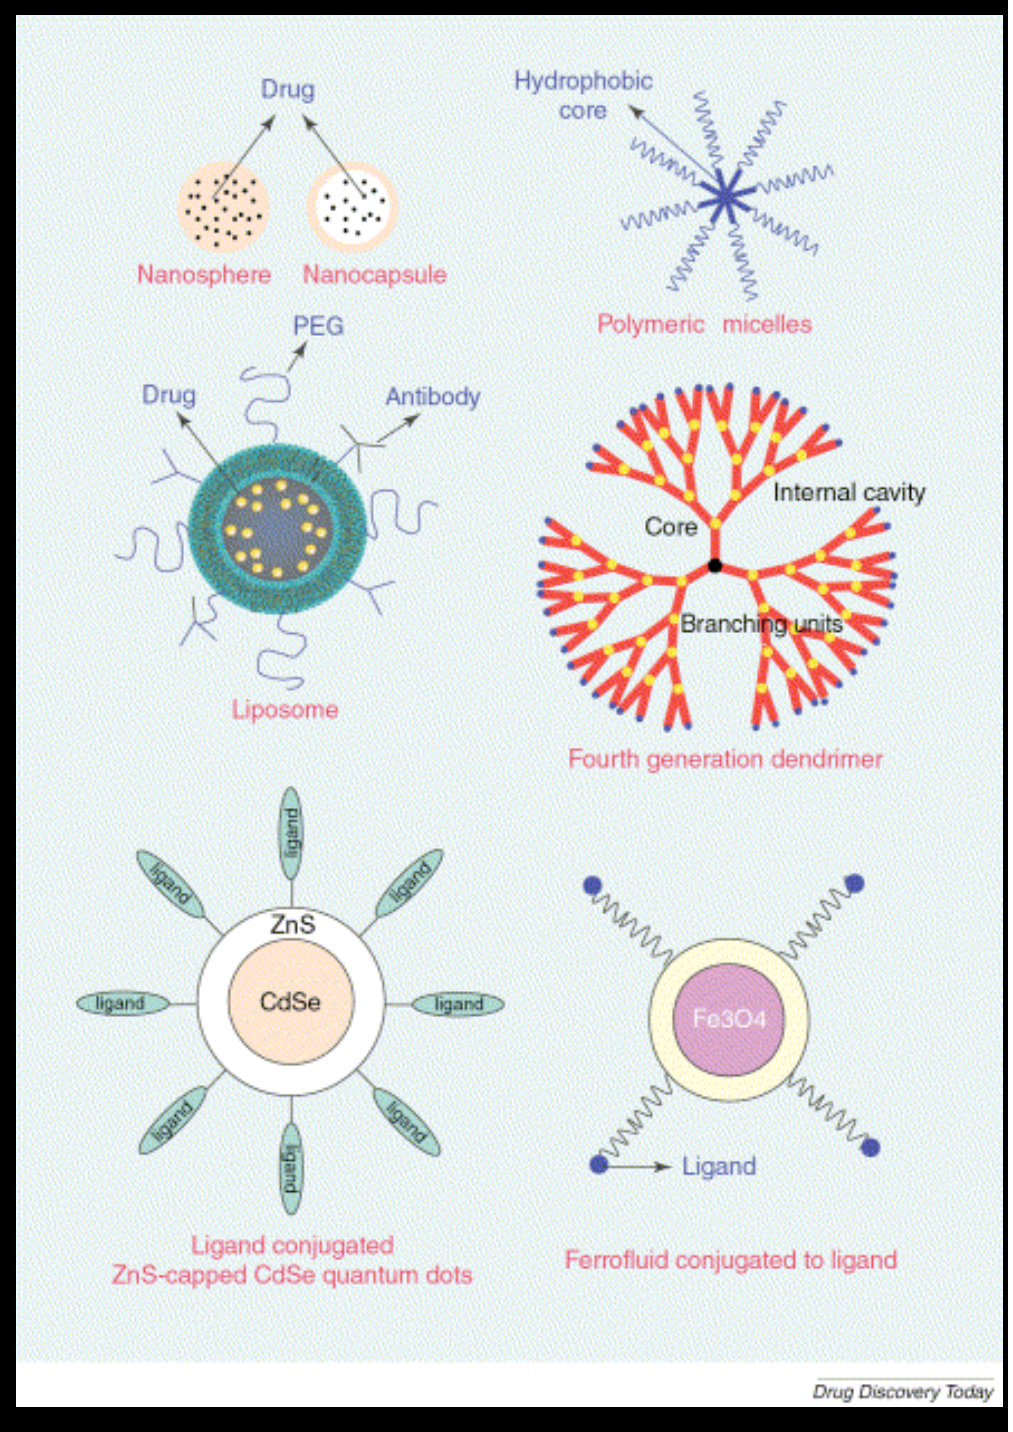 Drug
Nanosphere
Nanocapsule
Hydrophobic
core
Polymeric micelles
PEG
Drug
Antibody
Liposome
Core
Internal cavity
Branching units
Fourth generation dendrimer
ligand
ligand
ligand
ligand
ligand
ligand
ligand
ligand
ZnS
CdSe
Ligand conjugated
ZnS-capped CdSe quantum dots
Fe3O4
Ligand
Ferrofluid conjugated to ligand
Drug Discovery Today